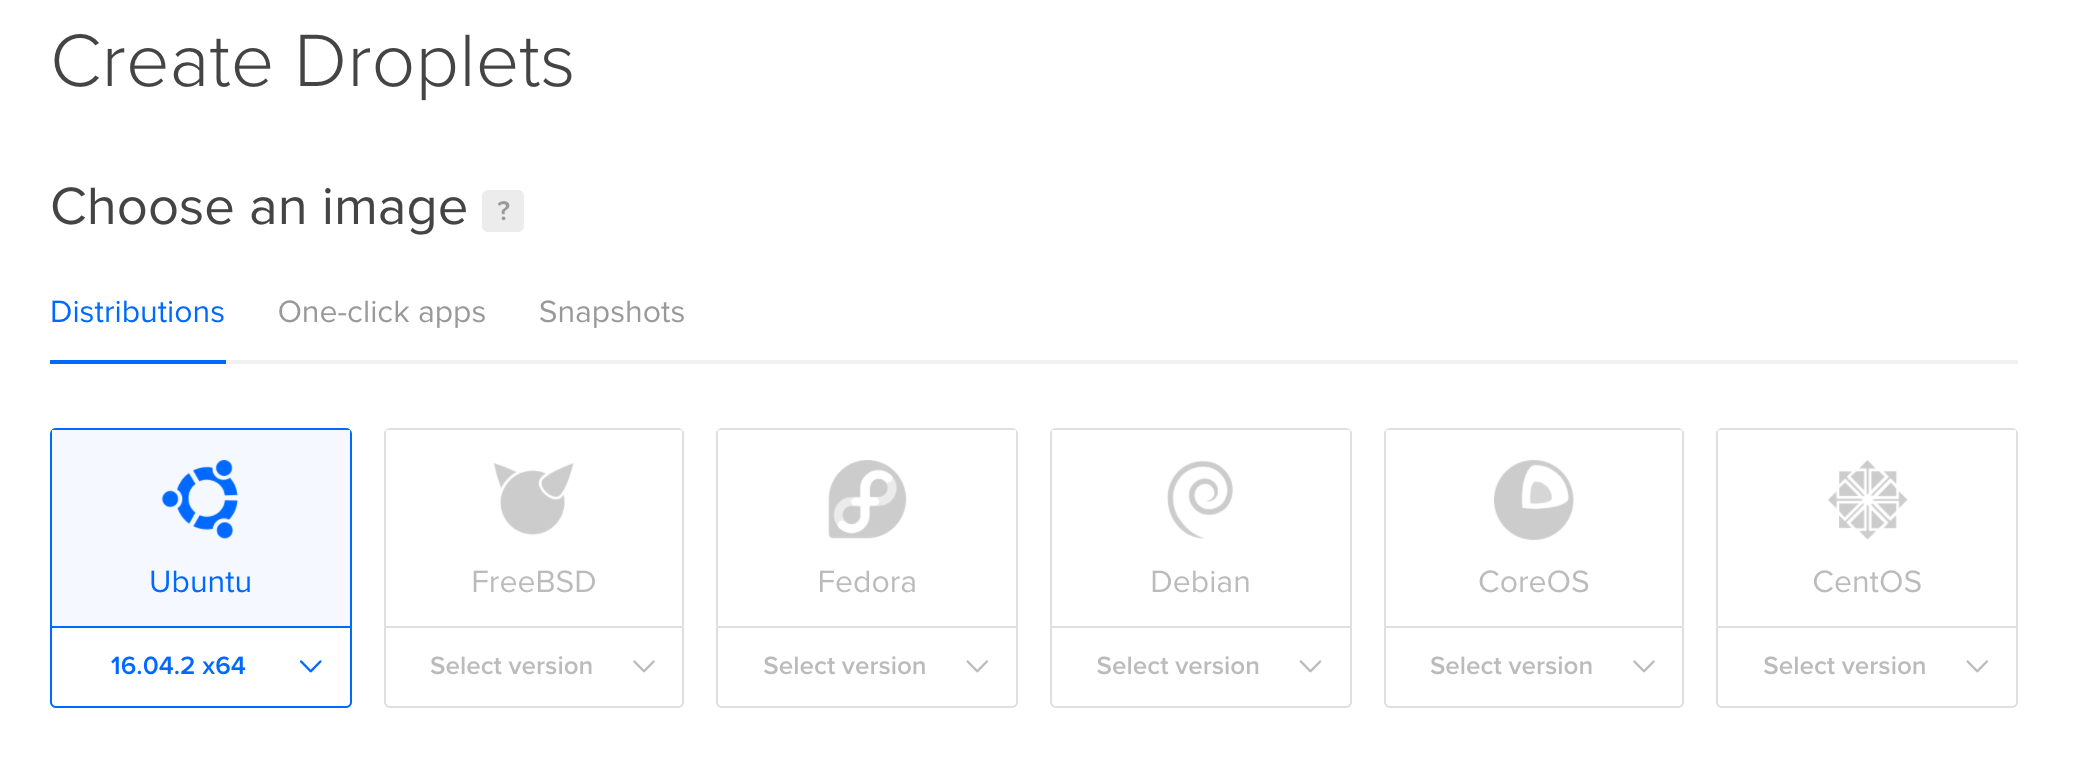 Create Droplets
Choose an image ?
Distributions One-click apps Snapshots
Ubuntu FreeBSD Fedora Debian CoreOS CentOS
16.04.2 x64 Select version Select version Select version Select version Select version